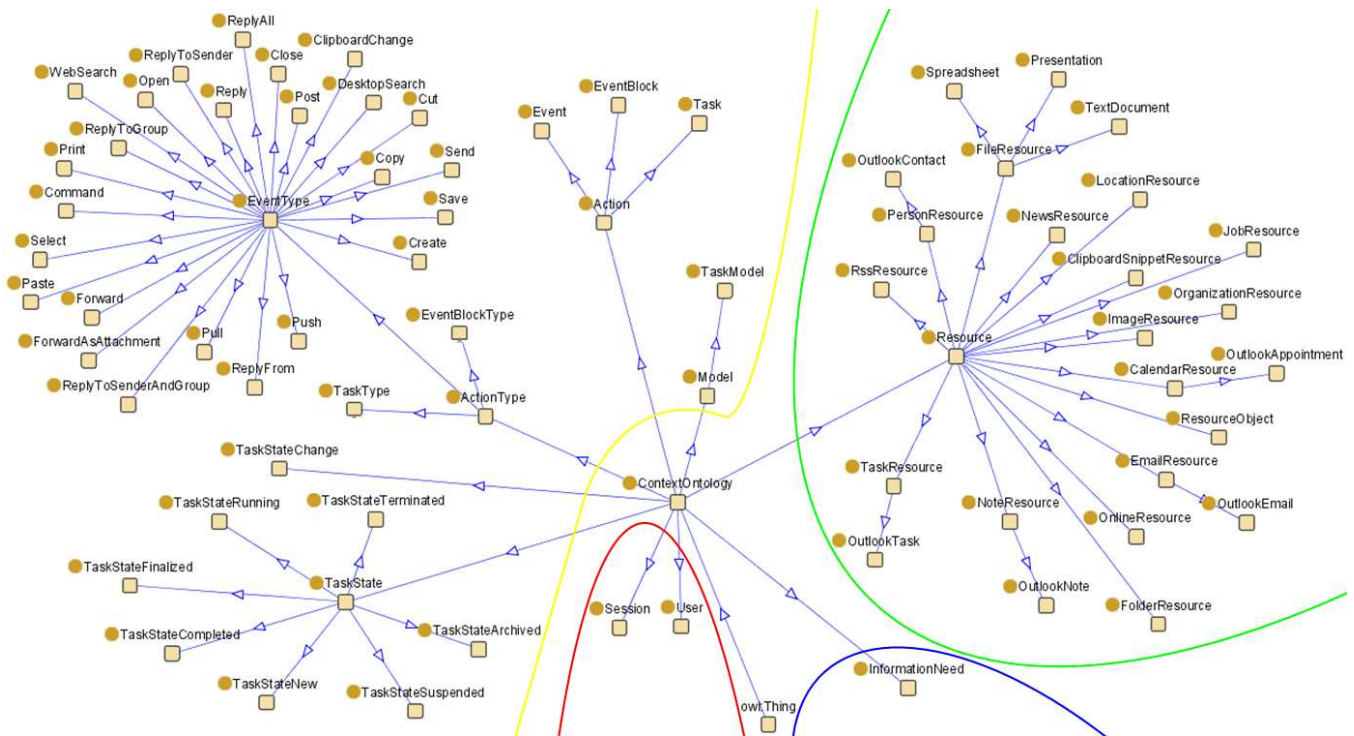 ReplyAll
ClipboardChange
ReplyToSender
Close
WebSearch
Open
DesktopSearch
Reply
Post
Cut
ReplyToGroup
Print
Copy
Send
Command
EventType
Save
Select
Create
Paste
Forward
Pull
Push
ForwardAsAttachment
ReplyFrom
ReplyToSenderAndGroup
EventBlock
Event
Task
Action
TaskModel
EventBlockType
Model
TaskType
ActionType
TaskStateChange
ContextOntology
TaskStateRunning
TaskStateTerminated
TaskStateFinalized
TaskState
TaskStateCompleted
TaskStateArchived
TaskStateNew
TaskStateSuspended
Session
User
owl:Thing
InformationNeed
Presentation
Spreadsheet
TextDocument
FileResource
OutlookContact
LocationResource
PersonResource
NewsResource
JobResource
ClipboardSnippetResource
RssResource
OrganizationResource
ImageResource
Resource
OutlookAppointment
CalendarResource
ResourceObject
EmailResource
TaskResource
NoteResource
OutlookEmail
OnlineResource
OutlookTask
OutlookNote
FolderResource